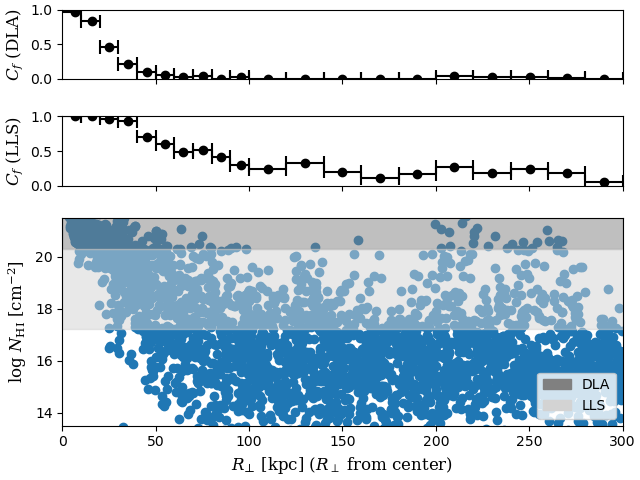 1.0
0.5
0.0
C_f (DLA)
1.0
0.5
0.0
C_f (LLS)
20
18
16
14
log N_HI [cm^−2]
DLA
LLS
0 50 100 150 200 250 300
R_⊥ [kpc] (R_⊥ from center)